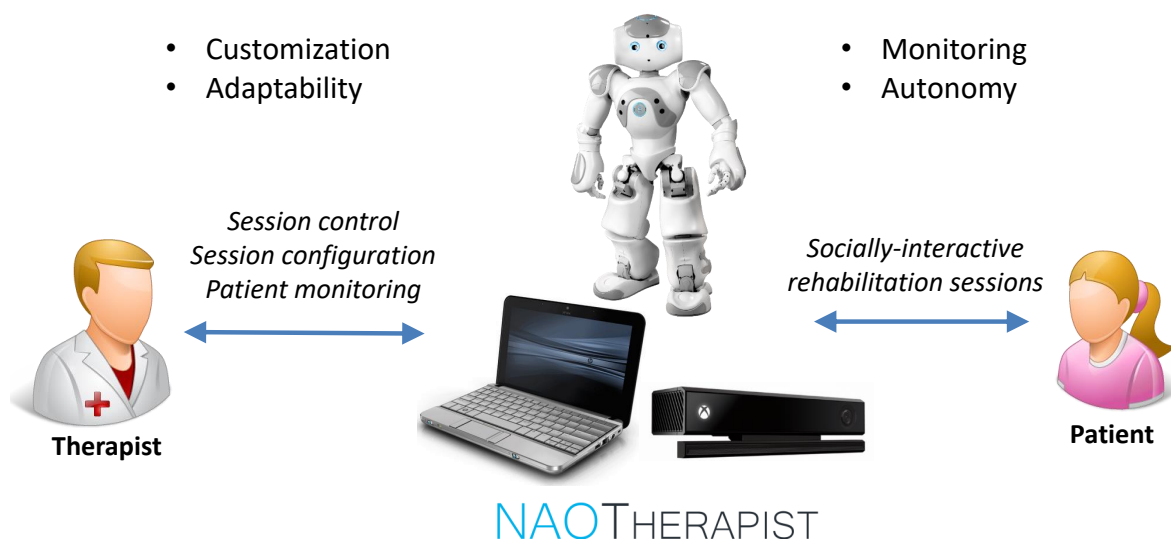 • Customization
• Adaptability
• Monitoring
• Autonomy
Session control
Session configuration
Patient monitoring
Socially-interactive
rehabilitation sessions
Therapist
Patient
NAOTHERAPIST